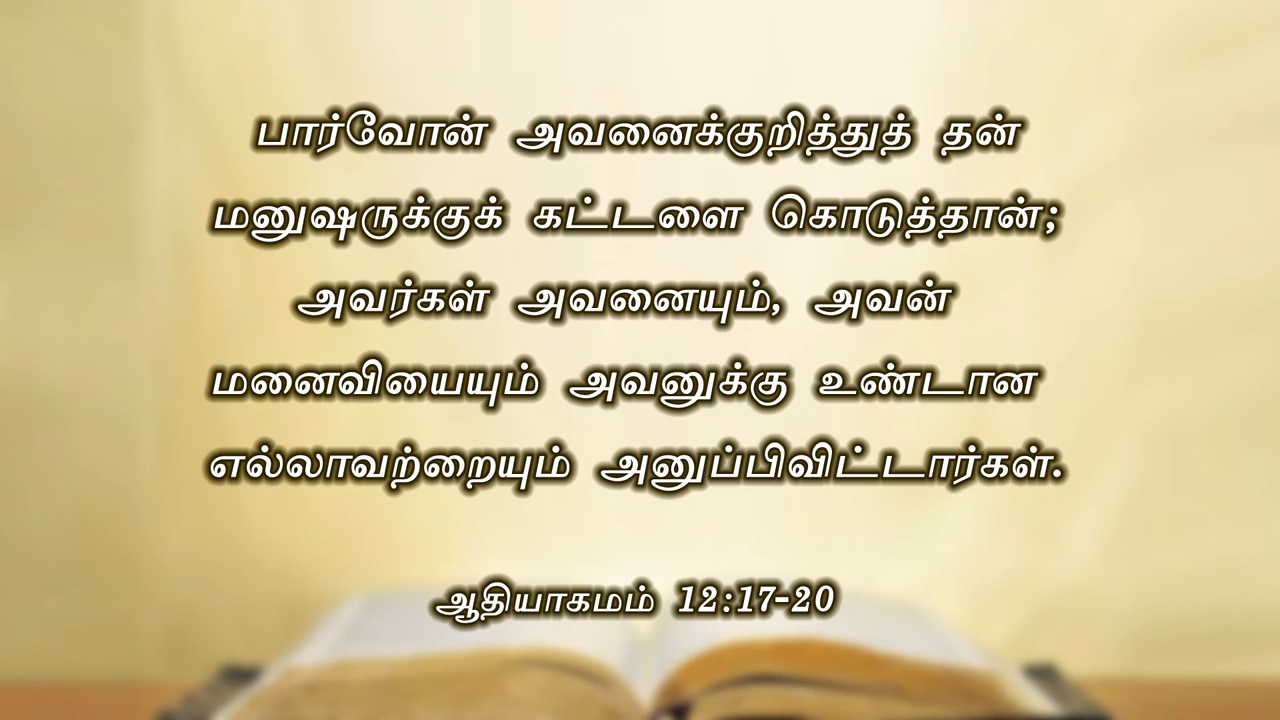 பார்வோன் அவனைக்குறித்துத் தன்
மனுஷருக்குக் கட்டளை கொடுத்தான்;
அவர்கள் அவனையும், அவன்
மனைவியையும் அவனுக்கு உண்டான
எல்லாவற்றையும் அனுப்பிவிட்டார்கள்.
ஆதியாகமம் 12:17-20